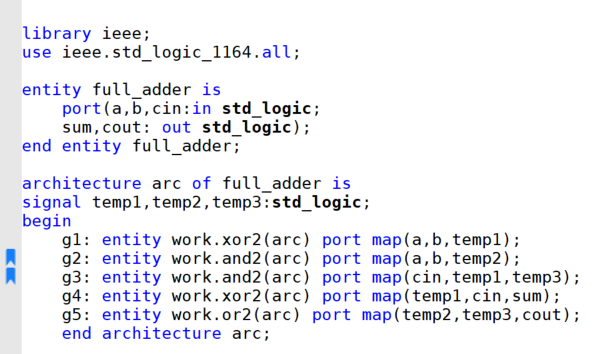 library ieee;
use ieee.std_logic_1164.all;
entity full_adder is
port(a,b,cin:in std_logic;
sum,cout: out std_logic);
end entity full_adder;
architecture arc of full_adder is
signal temp1,temp2,temp3:std_logic;
begin
g1: entity work.xor2(arc) port map(a,b,temp1);
g2: entity work.and2(arc) port map(a,b,temp2);
g3: entity work.and2(arc) port map(cin,temp1,temp3);
g4: entity work.xor2(arc) port map(temp1,cin,sum);
g5: entity work.or2(arc) port map(temp2,temp3,cout);
end architecture arc;